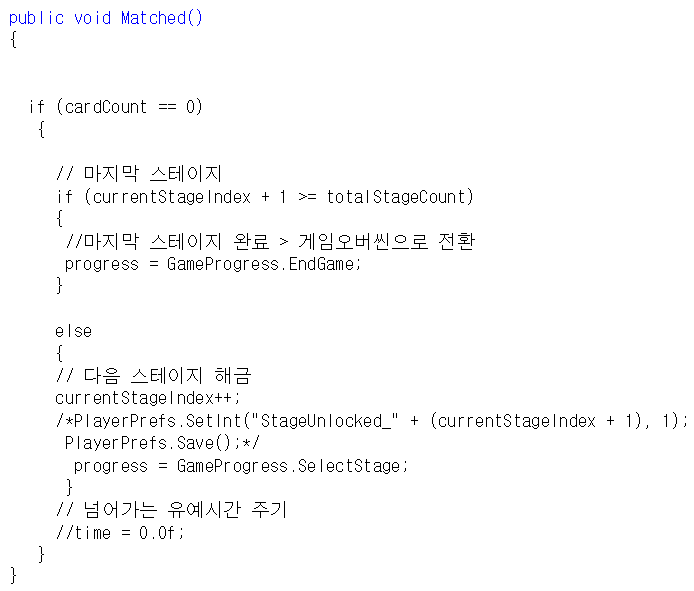 public void Matched()
{
if (cardCount == 0)
{
// 마지막 스테이지
if (currentStageIndex + 1 >= totalStageCount)
{
//마지막 스테이지 완료 > 게임오버씬으로 전환
progress = GameProgress.EndGame;
}
else
{
// 다음 스테이지 해금
currentStageIndex++;
/*PlayerPrefs.SetInt("StageUnlocked_" + (currentStageIndex + 1), 1);
PlayerPrefs.Save();*/
progress = GameProgress.SelectStage;
}
// 넘어가는 유예시간 주기
//time = 0.0f;
}
}